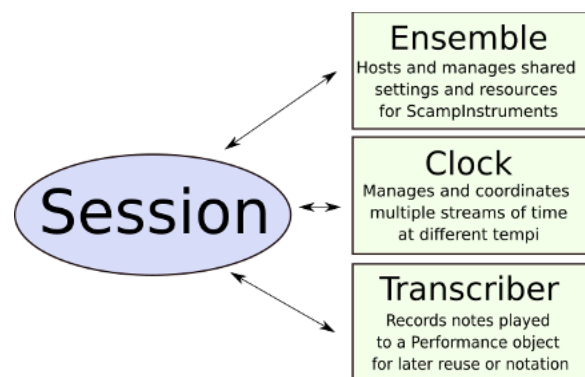 Ensemble
Hosts and manages shared
settings and resources
for ScampInstruments
Session
Clock
Manages and coordinates
multiple streams of time
at different tempi
Transcriber
Records notes played
to a Performance object
for later reuse or notation